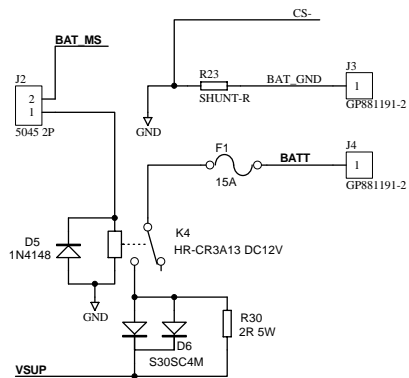 CS-
BAT_MS
J2
2
1
5045 2P
R23
SHUNT-R
BAT_GND
J3
1
GP881191-2
GND
F1
15A
BATT
J4
1
GP881191-2
D5
1N4148
K4
HR-CR3A13 DC12V
GND
D6
S30SC4M
R30
2R 5W
VSUP